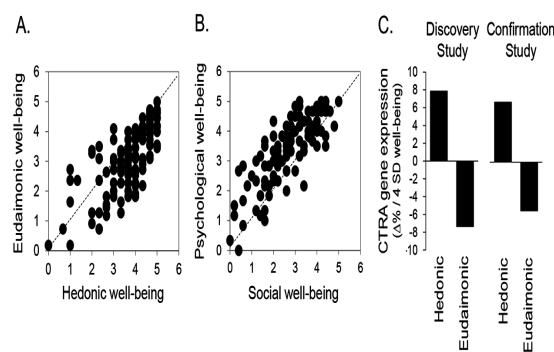 A.
Eudaimonic well-being
6
5
4
3
2
1
0
0 1 2 3 4 5 6
Hedonic well-being
B.
Psychological well-being
6
5
4
3
2
1
0
0 1 2 3 4 5 6
Social well-being
C.
Discovery Study
Confirmation Study
CTRA gene expression
(Δ% / 4 SD well-being)
10
8
6
4
2
0
-2
-4
-6
-8
-10
Hedonic
Eudaimonic
Hedonic
Eudaimonic